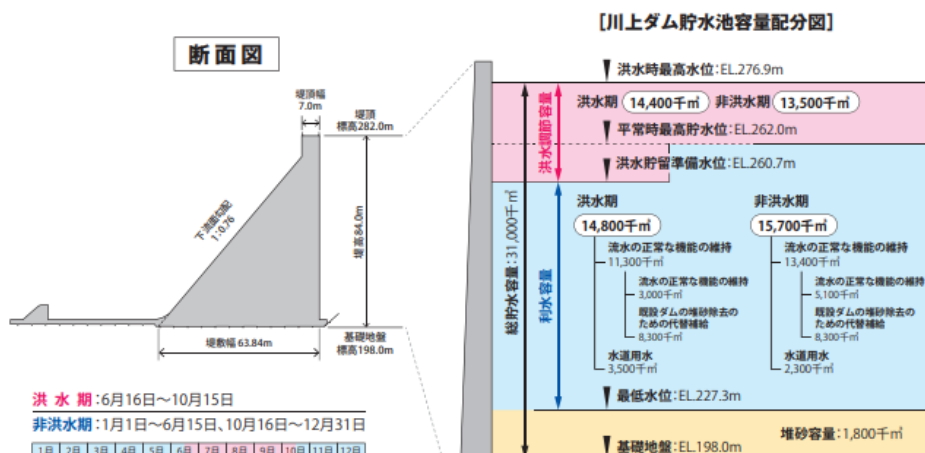 [川上ダム貯水池容量配分図]
断面図
堤頂幅
7.0m
堤頂
標高282.0m
下流面勾配
1:0.76
堤高84.0m
堤敷幅 63.84m
基礎地盤
標高198.0m
洪水期:6月16日～10月15日
非洪水期:1月1日～6月15日、10月16日～12月31日
1月 2月 3月 4月 5月 6月 7月 8月 9月 10月 11月 12月
洪水時最高水位:EL.276.9m
洪水期 14,400千㎥ 非洪水期 13,500千㎥
平常時最高貯水位:EL.262.0m
洪水貯留準備水位:EL.260.7m
洪水調節容量
総貯水容量:31,000千㎥
利水容量
洪水期
14,800千㎥
流水の正常な機能の維持
11,300千㎥
流水の正常な機能の維持
3,000千㎥
既設ダムの堆砂除去の
ための代替補給
8,300千㎥
水道用水
3,500千㎥
非洪水期
15,700千㎥
流水の正常な機能の維持
13,400千㎥
流水の正常な機能の維持
5,100千㎥
既設ダムの堆砂除去の
ための代替補給
8,300千㎥
水道用水
2,300千㎥
最低水位:EL.227.3m
堆砂容量:1,800千㎥
基礎地盤:EL.198.0m